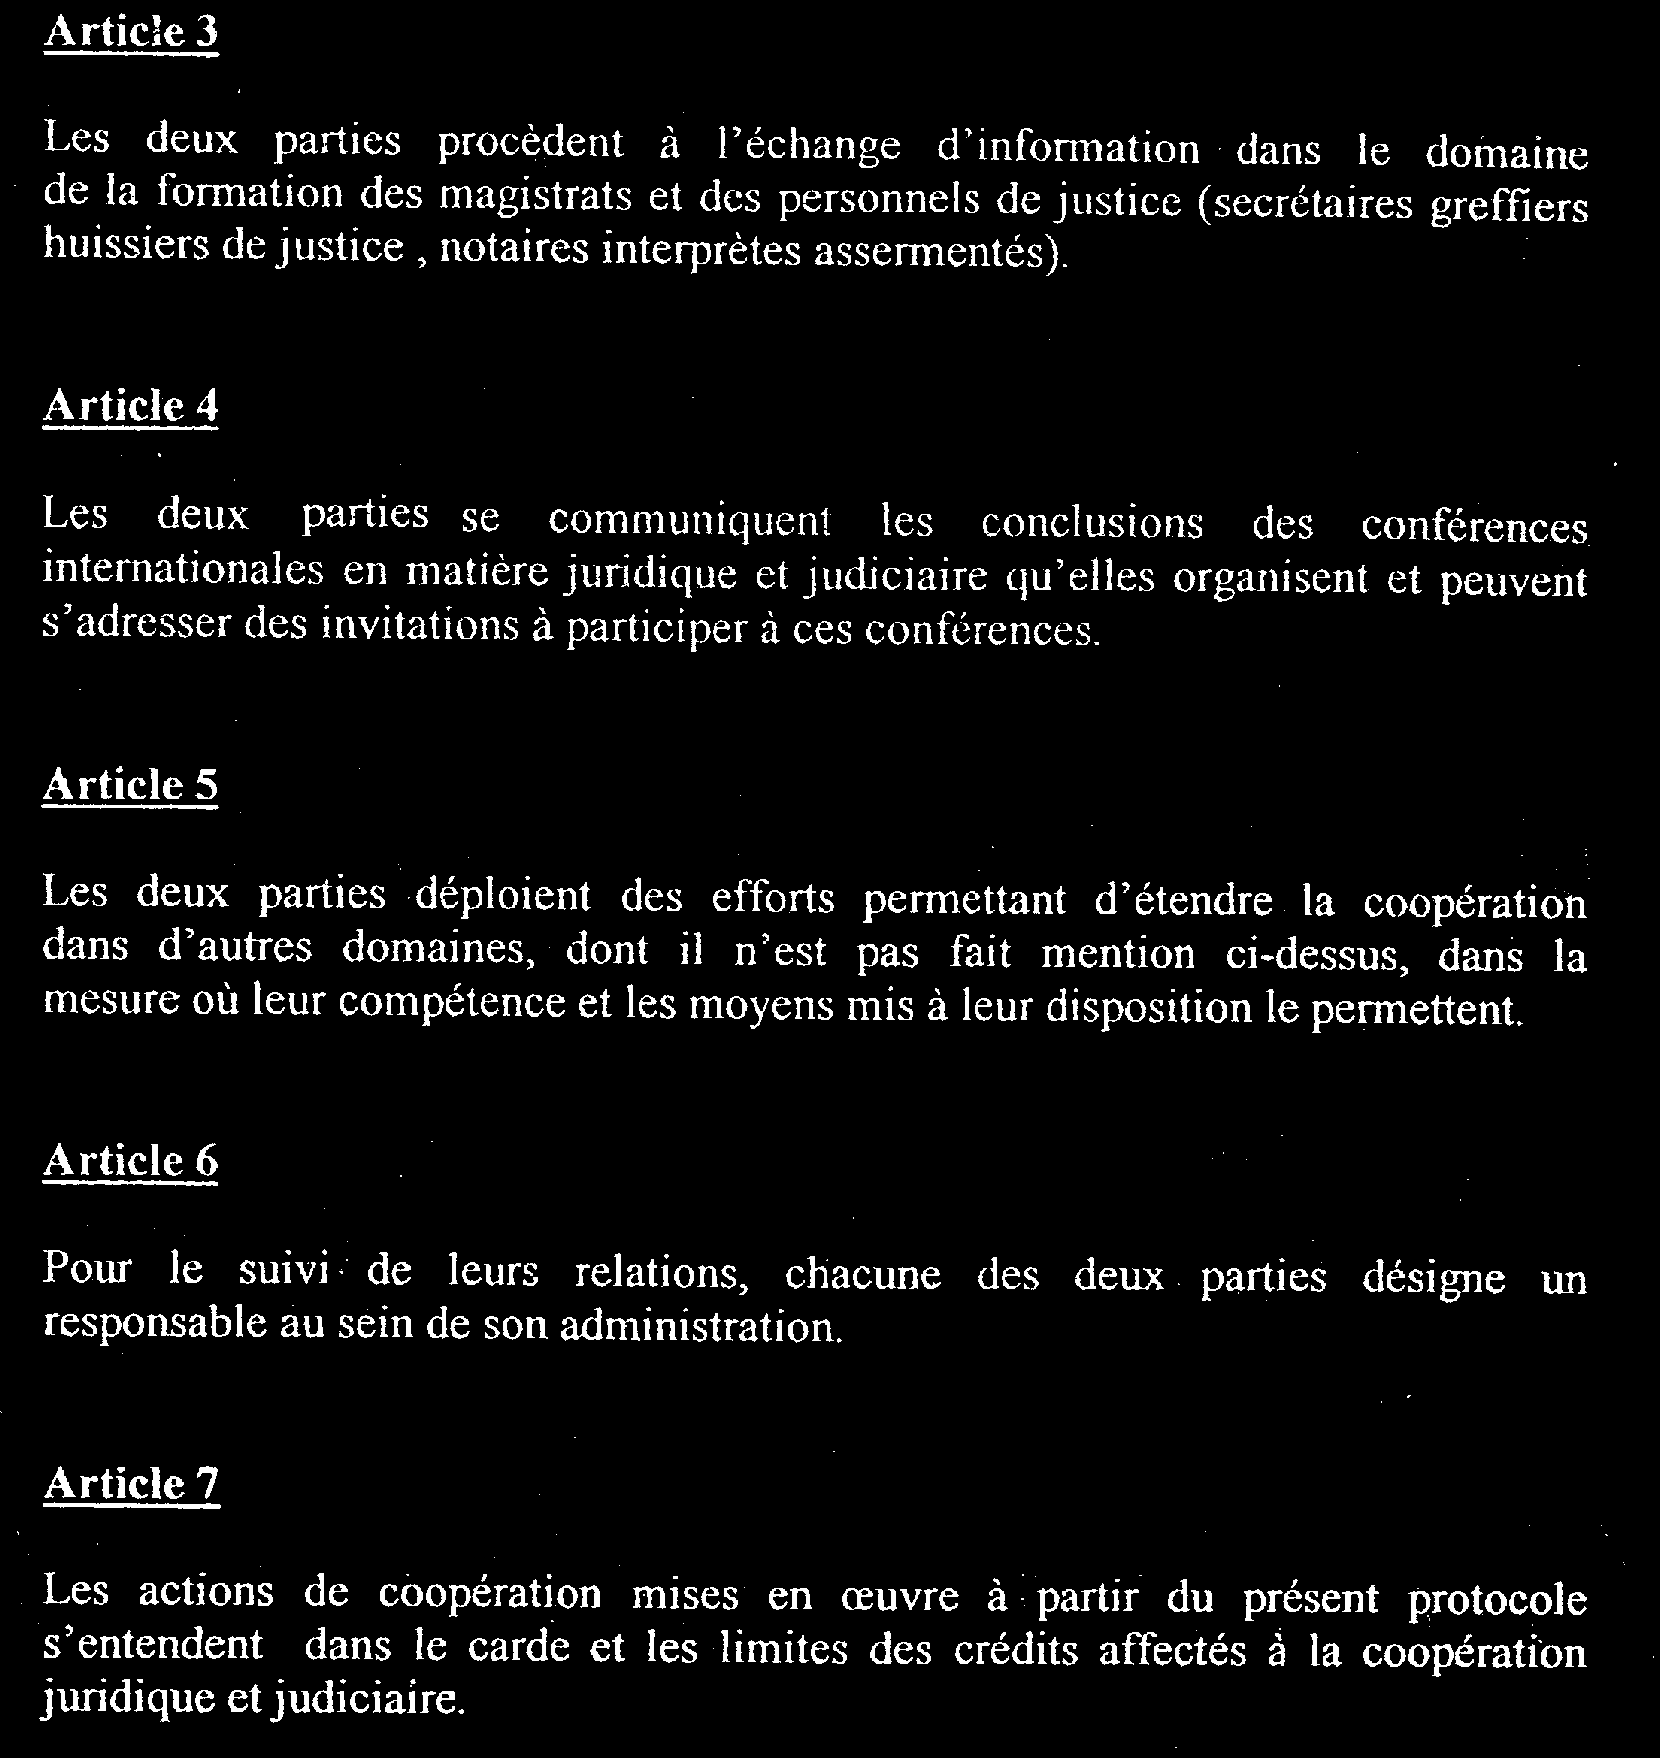 Article 3
Les deux parties procèdent à l'échange d'information dans le domaine
de la formation des magistrats et des personnels de justice (secrétaires greffiers
huissiers de justice , notaires interprètes assermentés).
Article 4
Les deux parties se communiquent les conclusions des conférences
internationales en matière juridique et judiciaire qu'elles organisent et peuvent
s'adresser des invitations à participer à ces conférences.
Article 5
Les deux parties déploient des efforts permettant d'étendre la coopération
dans d'autres domaines, dont il n'est pas fait mention ci-dessus, dans la
mesure où leur compétence et les moyens mis à leur disposition le permettent.
Article 6
Pour le suivi de leurs relations, chacune des deux parties désigne un
responsable au sein de son administration.
Article 7
Les actions de coopération mises en œuvre à partir du présent protocole
s'entendent dans le carde et les limites des crédits affectés à la coopération
juridique et judiciaire.